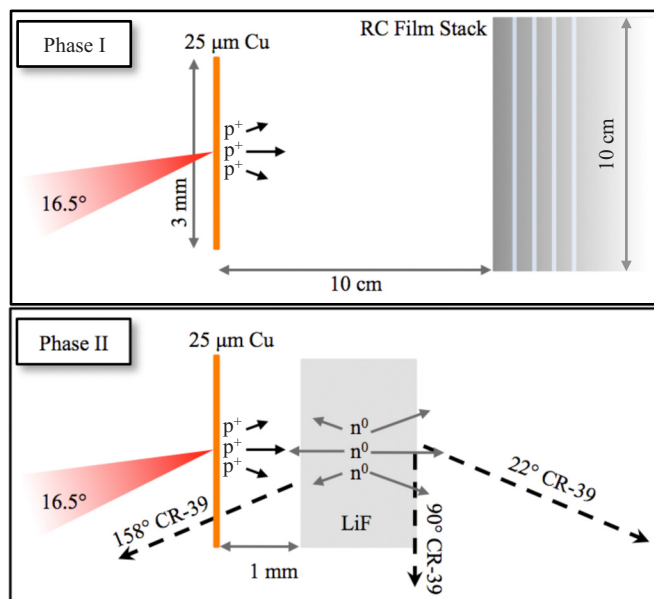 Phase I
25 µm Cu
RC Film Stack
p⁺
p⁺
p⁺
16.5°
3 mm
10 cm
10 cm
Phase II
25 µm Cu
p⁺
p⁺
p⁺
n⁰
n⁰
n⁰
16.5°
158° CR-39
22° CR-39
90° CR-39
LiF
1 mm